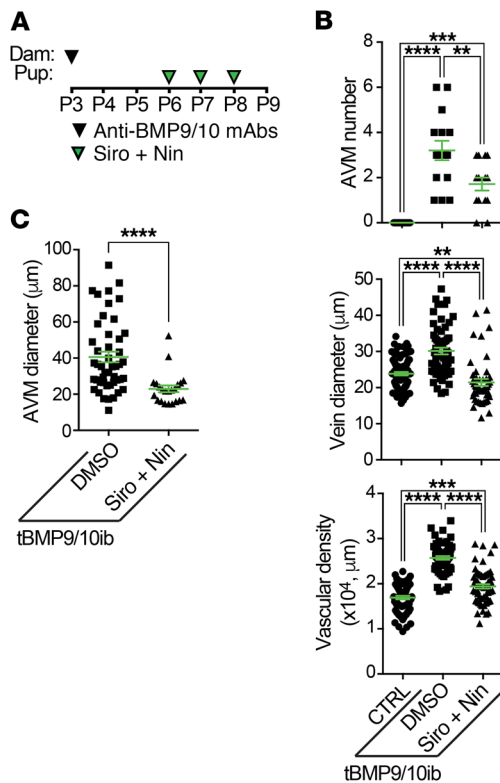 A
Dam:
Pup:
P3 P4 P5 P6 P7 P8 P9
Anti-BMP9/10 mAbs
Siro + Nin
B
***
**** **
8
6
4
2
0
AVM number
**
**** ****
50
40
30
20
10
0
Vein diameter (μm)
***
**** ****
4
3
2
1
0
Vascular density
(x10⁴, μm)
CTRL
DMSO
Siro + Nin
tBMP9/10ib
C
****
100
80
60
40
20
0
AVM diameter (μm)
DMSO
Siro + Nin
tBMP9/10ib